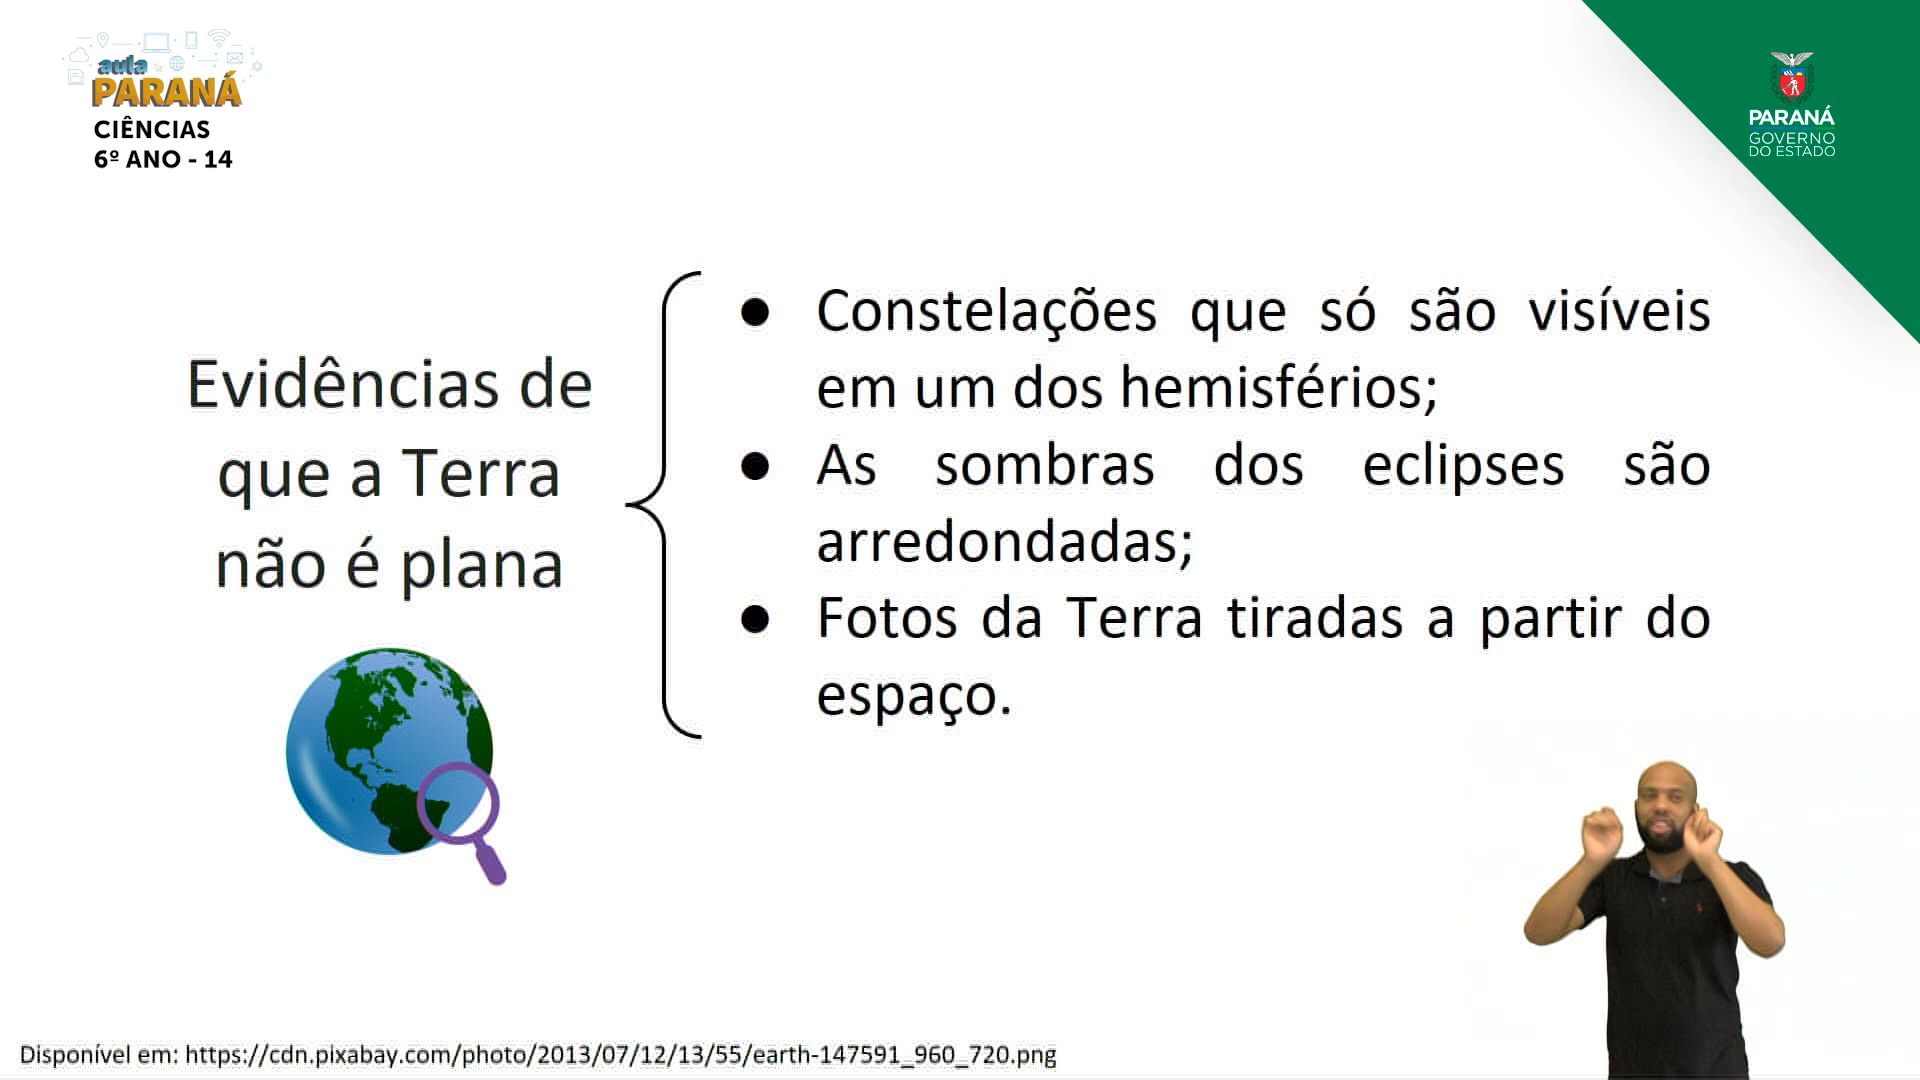 aula
PARANÁ
CIÊNCIAS
6º ANO - 14
PARANÁ
GOVERNO
DO ESTADO
Evidências de
que a Terra
não é plana
● Constelações que só são visíveis
em um dos hemisférios;
● As sombras dos eclipses são
arredondadas;
● Fotos da Terra tiradas a partir do
espaço.
Disponível em: https://cdn.pixabay.com/photo/2013/07/12/13/55/earth-147591_960_720.png